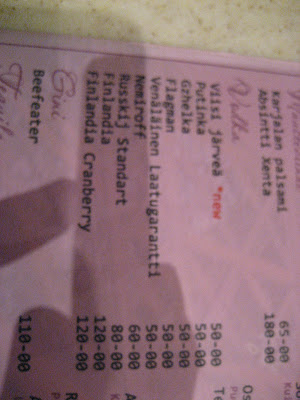 Karjalan palsami 65-00
Absintti Xenta 180-00
Vodka
Viisi järveä *new 50-00
Putinka 50-00
Gzhelka 50-00
Flagman 50-00
Venäläinen Laatugarantti 50-00
Nemiroff 60-00
Russkij Standart 80-00
Finlandia 120-00
Finlandia Cranberry 120-00
Gini
Beefeater 110-00